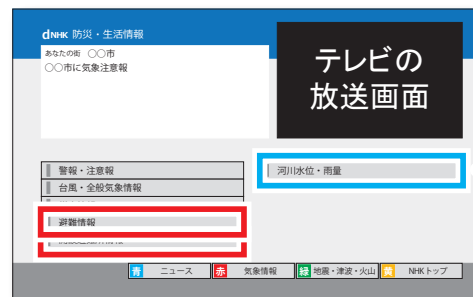 dNHK 防災・生活情報
あなたの街 ○○市
○○市に気象注意報
テレビの
放送画面
警報・注意報
台風・全般気象情報
避難情報
河川水位・雨量
青 ニュース 赤 気象情報 緑 地震・津波・火山 黄 NHKトップ